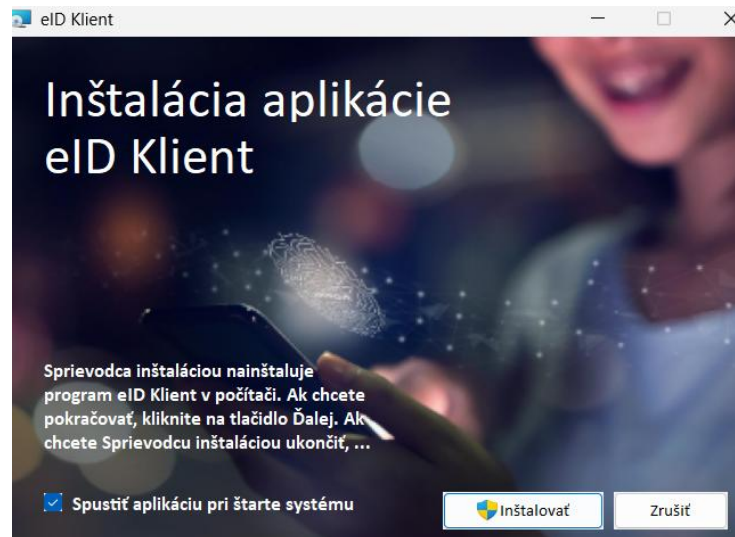 eID Klient
Inštalácia aplikácie
eID Klient
Sprievodca inštaláciou nainštaluje
program eID Klient v počítači. Ak chcete
pokračovať, kliknite na tlačidlo Ďalej. Ak
chcete Sprievodcu inštaláciou ukončiť, ...
Spustiť aplikáciu pri štarte systému
Inštalovať
Zrušiť